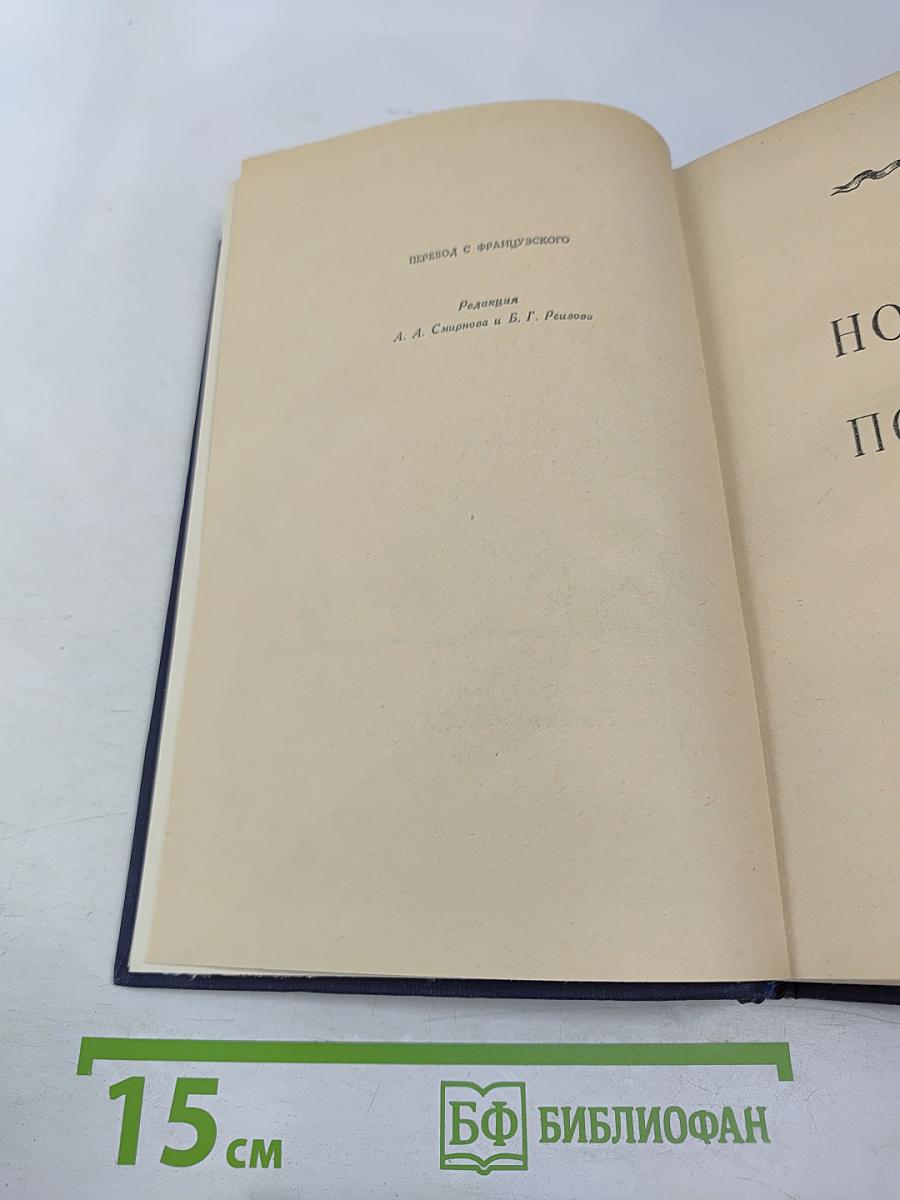 ПЕРЕВОД С ФРАНЦУЗСКОГО
Редакция
А. А. Смирнова и Б. Г. Реизова
НО
ПО
15 см
БФ БИБЛИОФАН